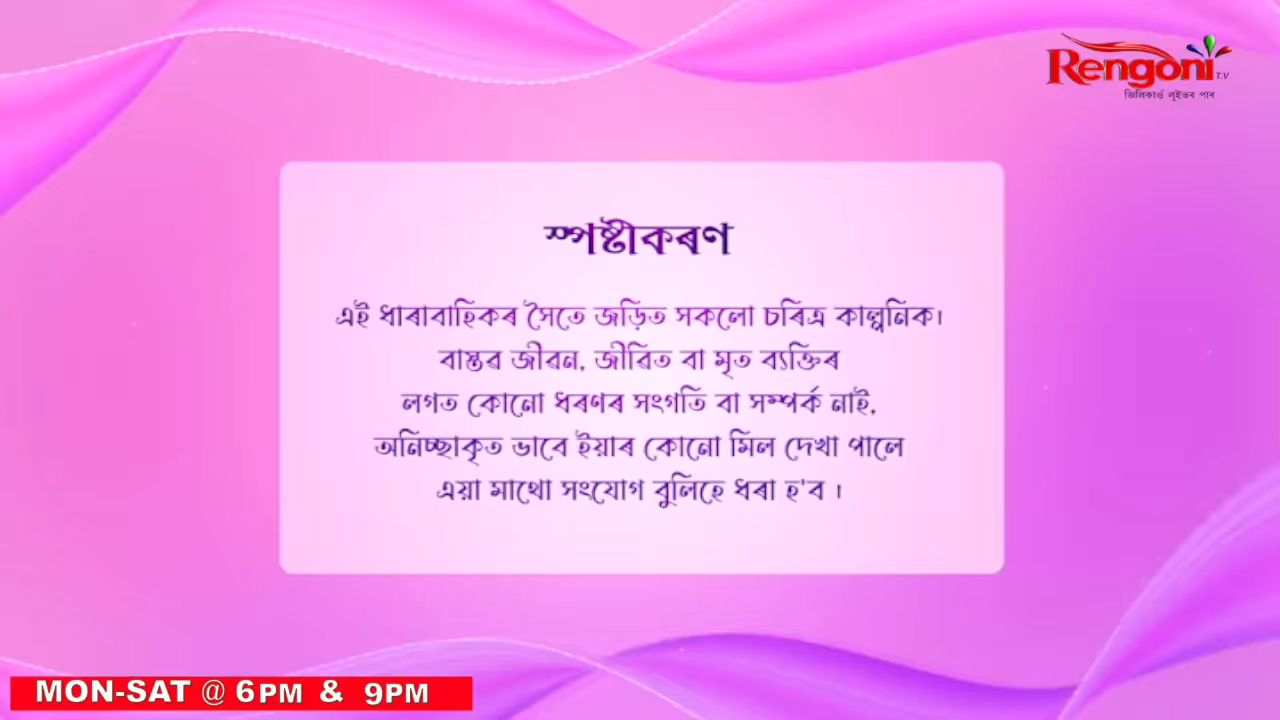 Rengoni T.V
জিলিকাওঁ লুইতৰ পাৰ
স্পষ্টীকৰণ
এই ধাৰাবাহিকৰ সৈতে জড়িত সকলো চৰিত্ৰ কাল্পনিক।
বাস্তৱ জীৱন, জীৱিত বা মৃত ব্যক্তিৰ
লগত কোনো ধৰণৰ সংগতি বা সম্পৰ্ক নাই,
অনিচ্ছাকৃত ভাবে ইয়াৰ কোনো মিল দেখা পালে
এয়া মাথো সংযোগ বুলিহে ধৰা হ'ব ।
MON-SAT @ 6PM & 9PM